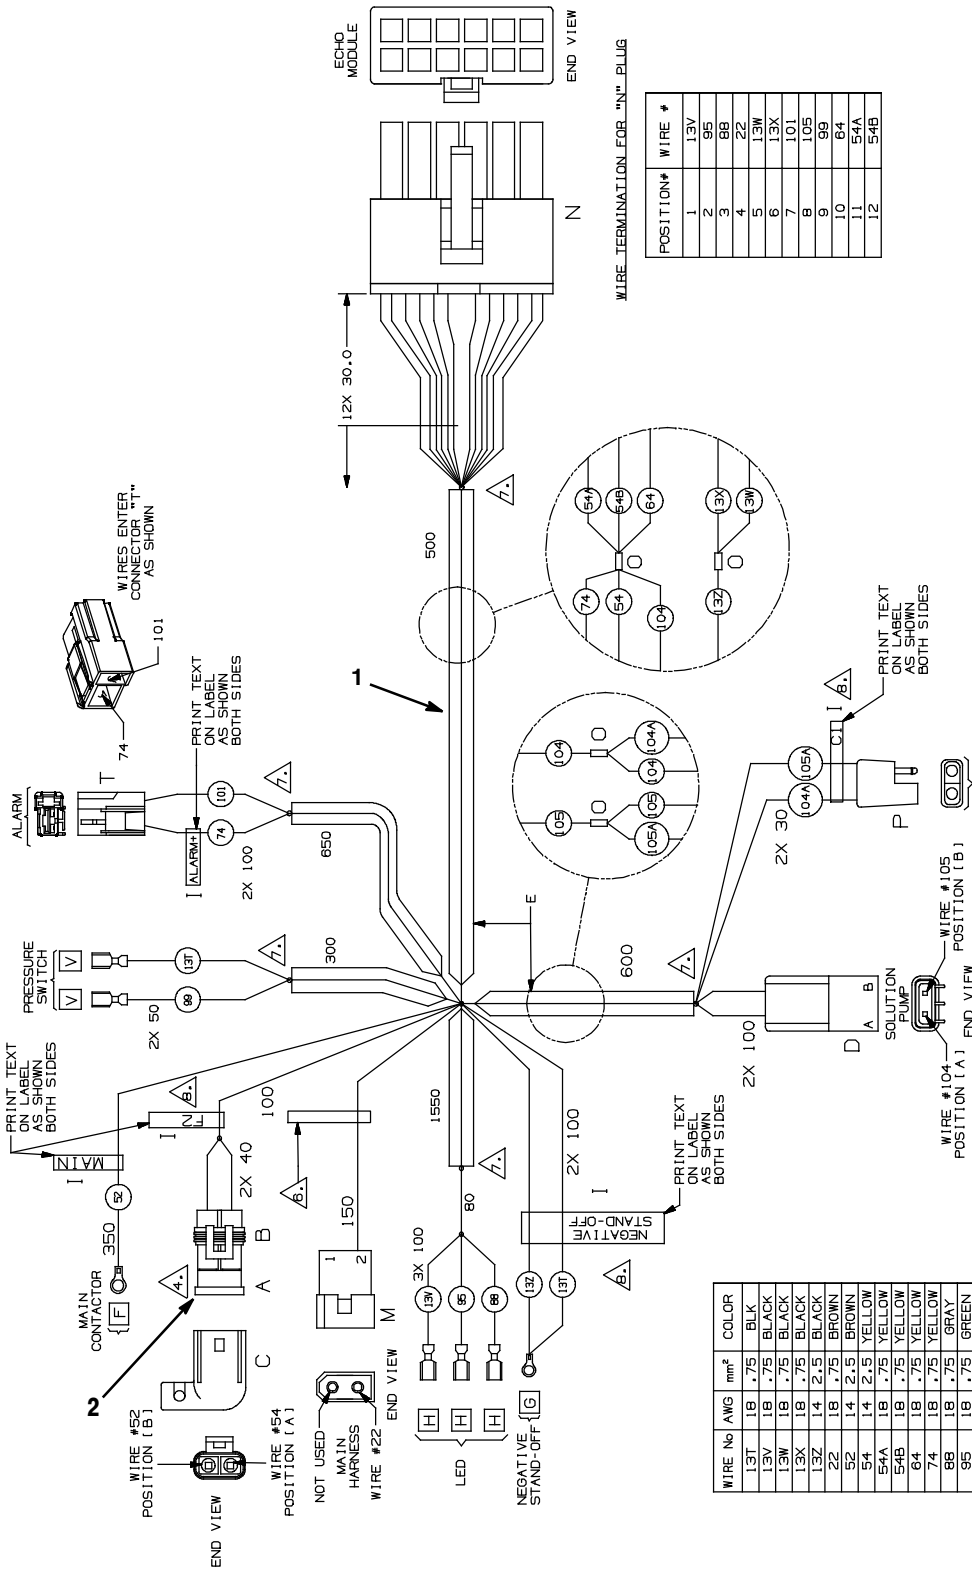 ECHO
MODULE
END VIEW
N
WIRE TERMINATION FOR "N" PLUG
POSITION# WIRE #
1 13V
2 95
3 88
4 22
5 13W
6 13X
7 101
8 105
9 99
10 64
11 54A
12 54B
12X 30.0
7.
500
1
54A
54B
64
74
54
104
O
13X
13W
13Z
O
WIRES ENTER
CONNECTOR "T"
AS SHOWN
101
74
ALARM
T
PRINT TEXT
ON LABEL
AS SHOWN
BOTH SIDES
I
ALARM+
101
74
2X 100
7.
650
104
O
104A
104
105
O
105
105A
PRINT TEXT
ON LABEL
AS SHOWN
BOTH SIDES
I
8.
C1
105A
104A
2X 30
P
E
600
7.
2X 100
D
A B
SOLUTION
PUMP
WIRE #105
POSITION [B]
WIRE #104
POSITION [A]
END VIEW
PRESSURE
SWITCH
V
V
13T
99
2X 50
7.
300
PRINT TEXT
ON LABEL
AS SHOWN
BOTH SIDES
I
MAIN
I
F2
8.
100
52
350
MAIN
CONTACTOR
F
2X 40
4.
A
B
C
2
WIRE #52
POSITION [B]
WIRE #54
POSITION [A]
END VIEW
6.
150
1
2
M
NOT USED
MAIN
HARNESS
WIRE #22
END VIEW
1550
7.
80
3X 100
13V
95
88
H
H
H
LED
2X 100
13Z
13T
G
NEGATIVE
STAND-OFF
I
NEGATIVE
STAND-OFF
PRINT TEXT
ON LABEL
AS SHOWN
BOTH SIDES
8.
WIRE No AWG mm² COLOR
13T 18 .75 BLK
13V 18 .75 BLACK
13W 18 .75 BLACK
13X 18 .75 BLACK
13Z 14 2.5 BLACK
22 18 .75 BROWN
52 14 2.5 BROWN
54 14 2.5 YELLOW
54A 18 .75 YELLOW
54B 18 .75 YELLOW
64 18 .75 YELLOW
74 18 .75 YELLOW
88 18 .75 GRAY
95 18 .75 GREEN